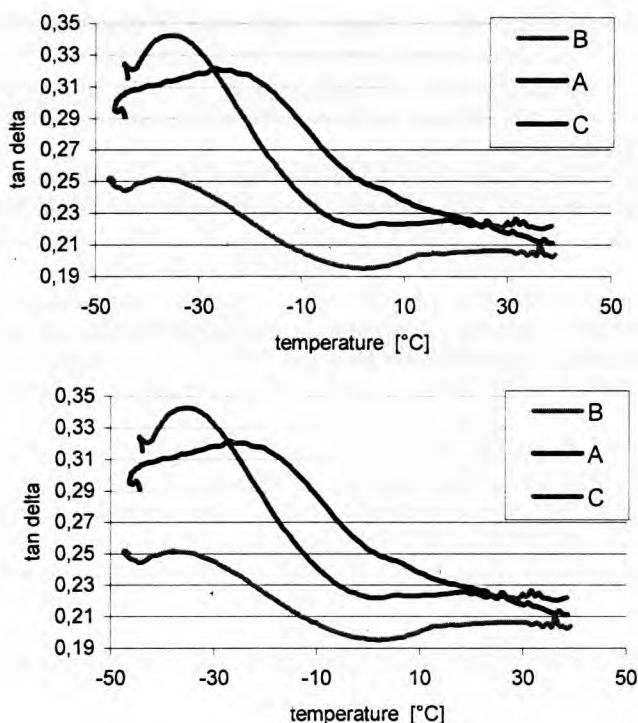 0,35
0,33
0,31
0,29
0,27
0,25
0,23
0,21
0,19
tan delta
-50 -30 -10 10 30 50
temperature [°C]
B
A
C
0,35
0,33
0,31
0,29
0,27
0,25
0,23
0,21
0,19
tan delta
-50 -30 -10 10 30 50
temperature [°C]
B
A
C